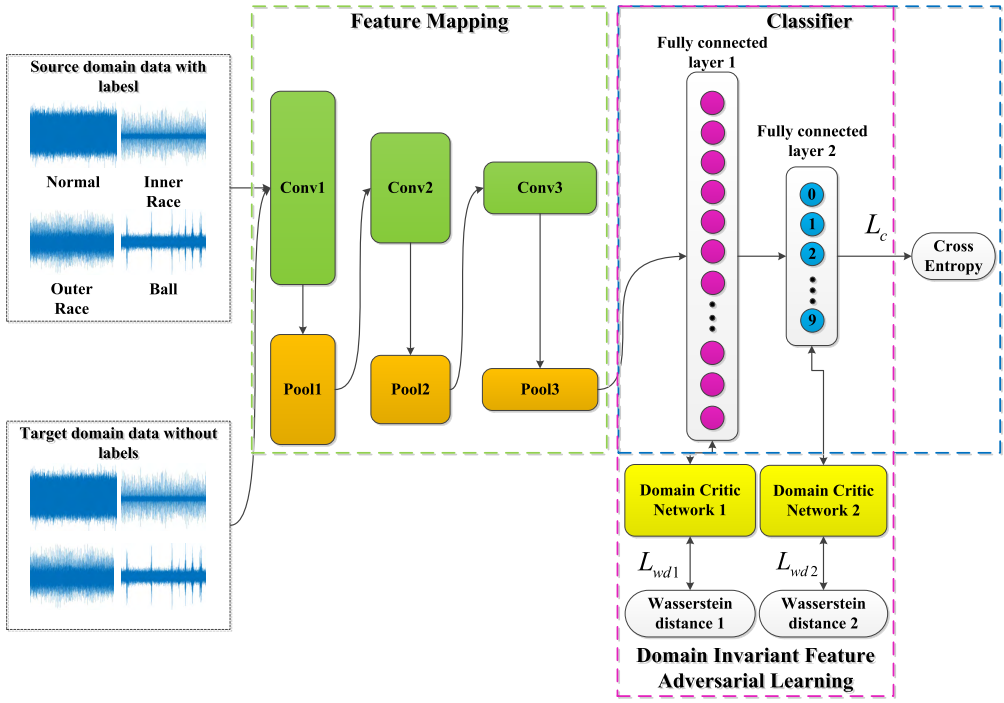 Feature Mapping
Classifier
Source domain data with
labesl
Normal
Inner
Race
Outer
Race
Ball
Target domain data without
labels
Conv1
Conv2
Conv3
Pool1
Pool2
Pool3
Fully connected
layer 1
Fully connected
layer 2
0
1
2
9
L_c
Cross
Entropy
Domain Critic
Network 1
Domain Critic
Network 2
L_wd1
L_wd2
Wasserstein
distance 1
Wasserstein
distance 2
Domain Invariant Feature
Adversarial Learning